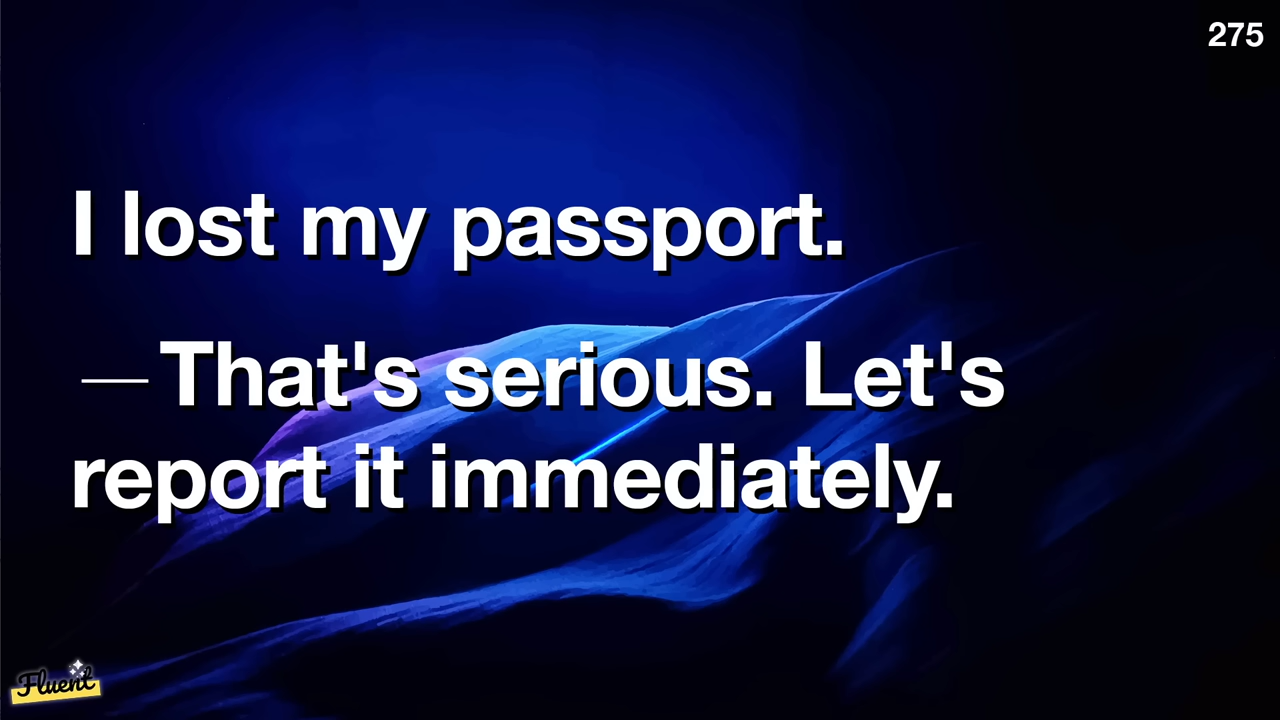 275
I lost my passport.
— That's serious. Let's
report it immediately.
Fluent